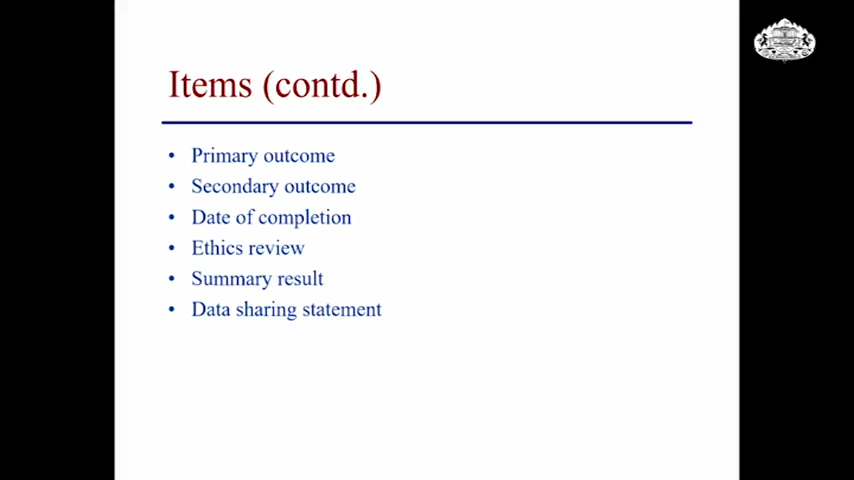 Items (contd.)
• Primary outcome
• Secondary outcome
• Date of completion
• Ethics review
• Summary result
• Data sharing statement